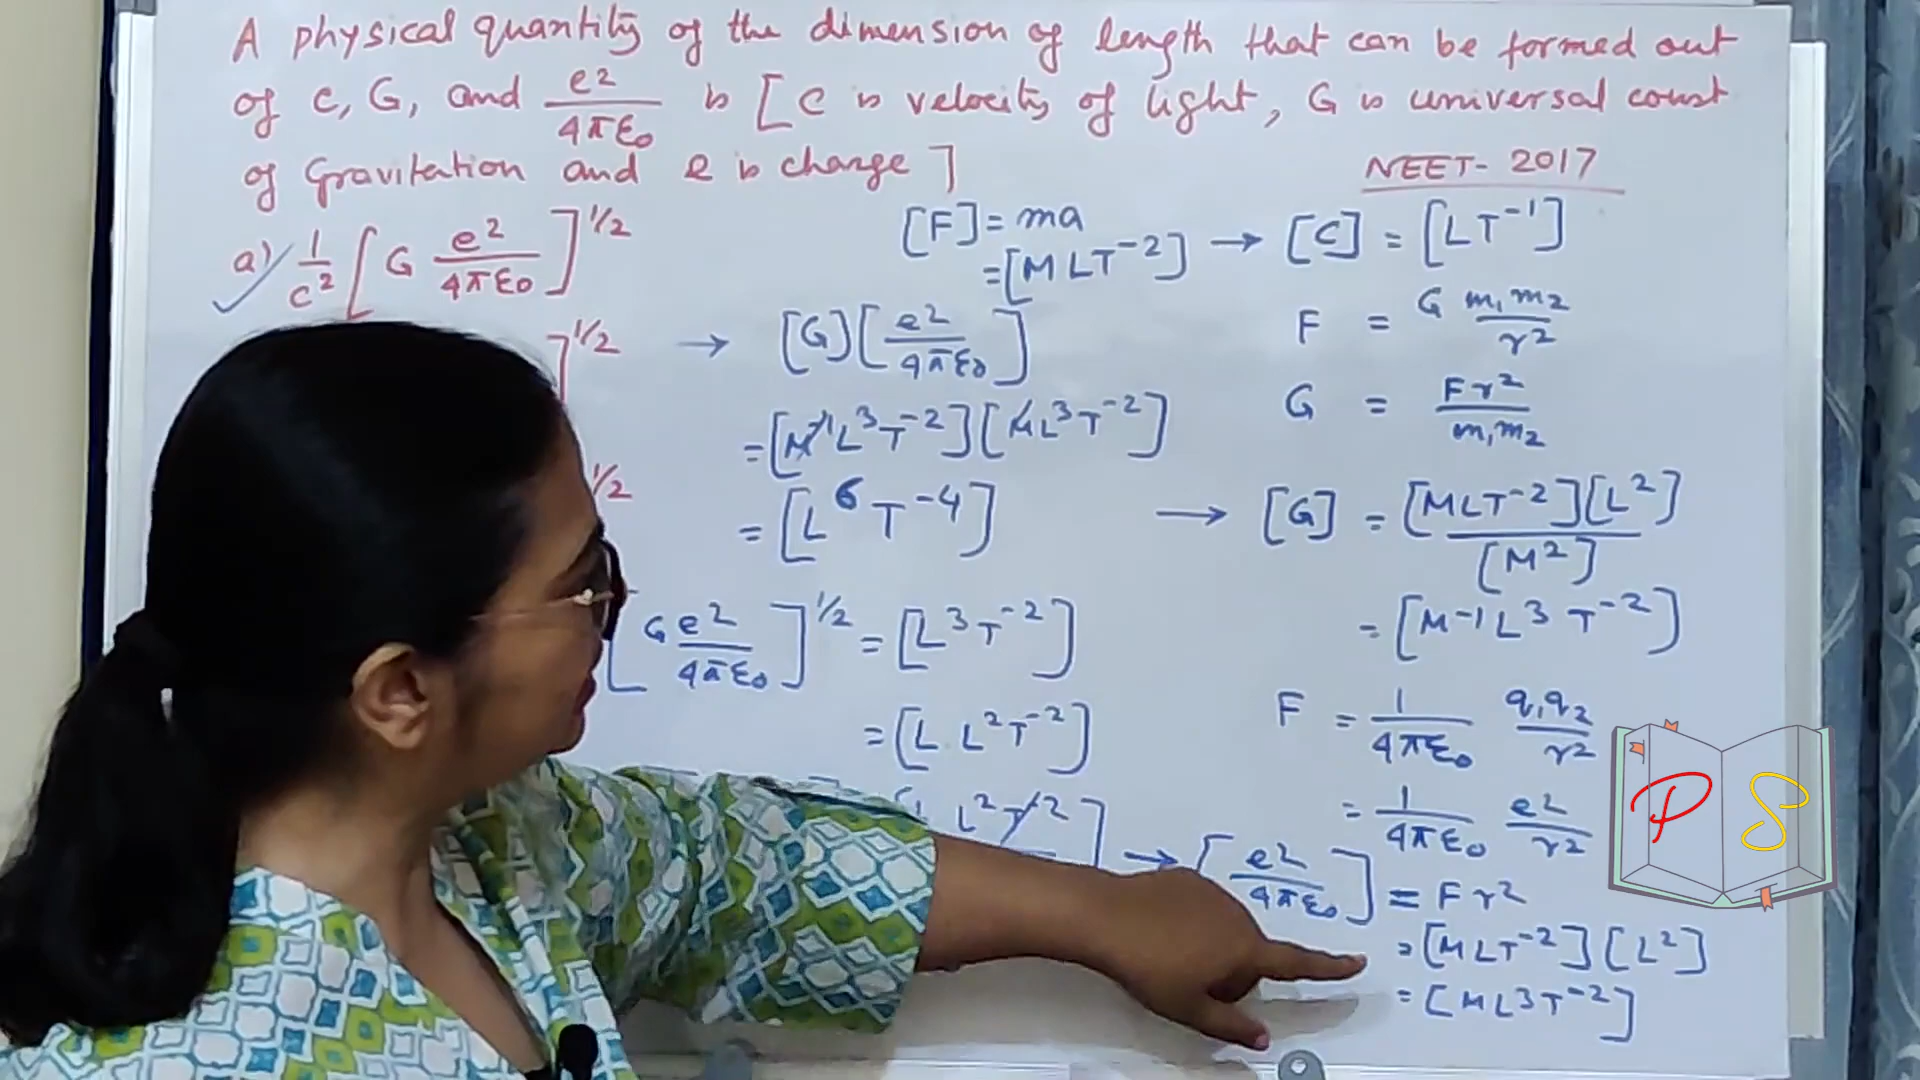 A physical quantity of the dimension of length that can be formed out
of c, G, and e²/4πε₀ is [ C is velocity of light, G is universal const
of Gravitation and e is charge ]
NEET- 2017
a) 1/c² [ G e²/4πε₀ ]^1/2
]^1/2
1/2
[F] = ma
= [MLT⁻²]
→ [G][e²/4πε₀]
= [M⁻¹L³T⁻²][ML³T⁻²]
= [L⁶T⁻⁴]
[G e²/4πε₀]^1/2 = [L³T⁻²]
= [L L²T⁻²]
L²T⁻²]
→ [C] = [LT⁻¹]
F = G m₁m₂/r²
G = Fr²/m₁m₂
→ [G] = [MLT⁻²][L²]/[M²]
= [M⁻¹L³T⁻²]
F = 1/4πε₀ q₁q₂/r²
= 1/4πε₀ e²/r²
→ [e²/4πε₀] = Fr²
= [MLT⁻²][L²]
= [ML³T⁻²]
PS